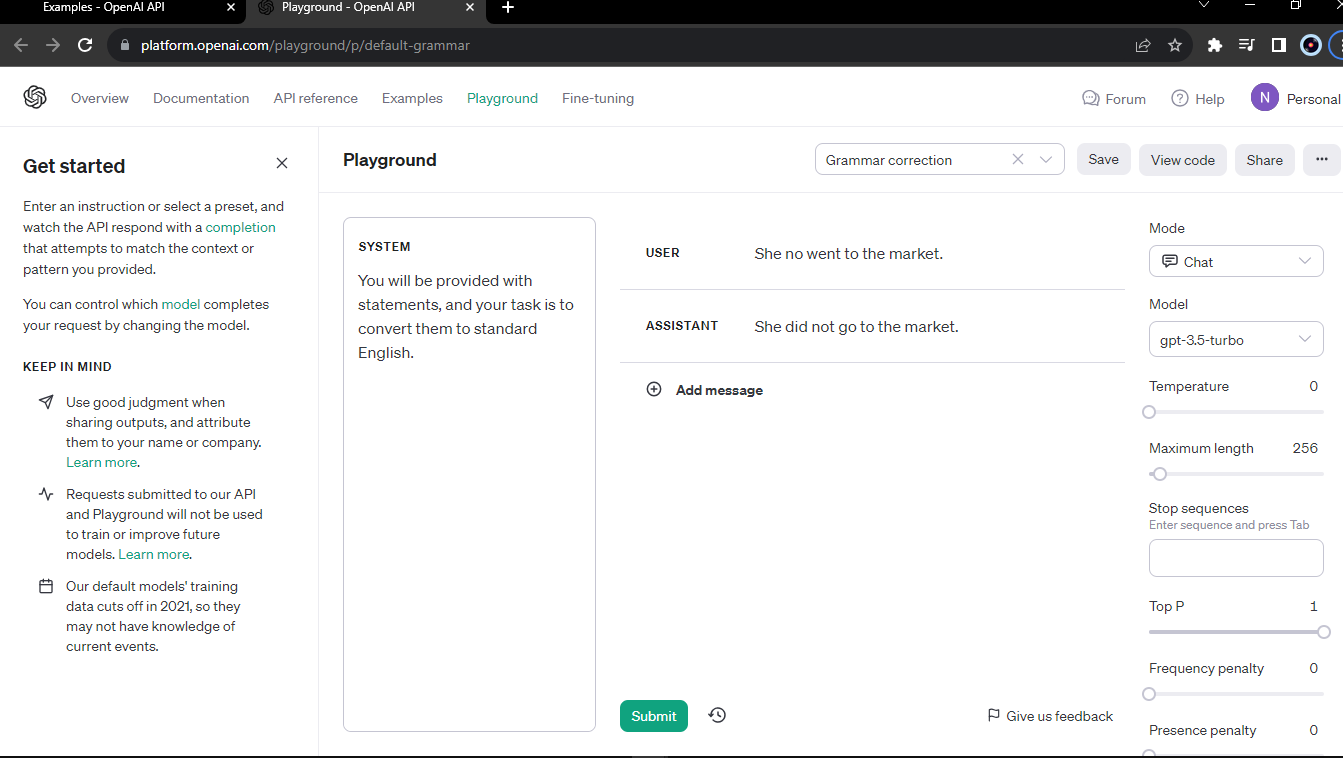 Examples - OpenAI API
Playground - OpenAI API
platform.openai.com/playground/p/default-grammar
Overview Documentation API reference Examples Playground Fine-tuning Forum Help N Personal
Get started
Enter an instruction or select a preset, and
watch the API respond with a completion
that attempts to match the context or
pattern you provided.
You can control which model completes
your request by changing the model.
KEEP IN MIND
Use good judgment when
sharing outputs, and attribute
them to your name or company.
Learn more.
Requests submitted to our API
and Playground will not be used
to train or improve future
models. Learn more.
Our default models' training
data cuts off in 2021, so they
may not have knowledge of
current events.
Playground
Grammar correction
Save View code Share ...
SYSTEM
You will be provided with
statements, and your task is to
convert them to standard
English.
USER She no went to the market.
ASSISTANT She did not go to the market.
Add message
Submit
Give us feedback
Mode
Chat
Model
gpt-3.5-turbo
Temperature 0
Maximum length 256
Stop sequences
Enter sequence and press Tab
Top P 1
Frequency penalty 0
Presence penalty 0